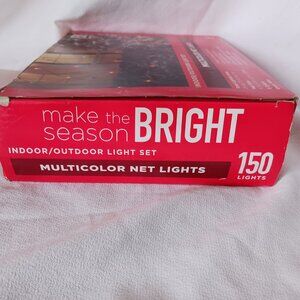 make the
season BRIGHT
INDOOR/OUTDOOR LIGHT SET
MULTICOLOR NET LIGHTS
150
LIGHTS